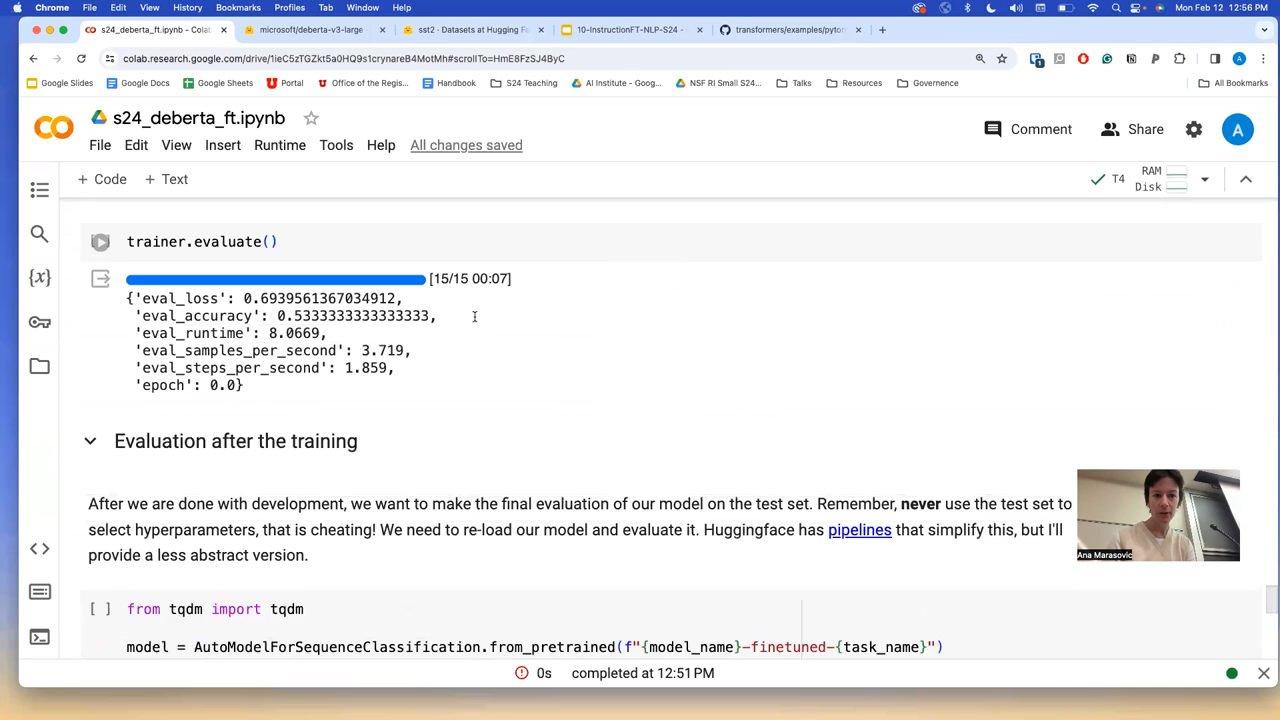 Chrome File Edit View History Bookmarks Profiles Tab Window Help
Mon Feb 12 12:56 PM
s24_deberta_ft.ipynb - Colab
microsoft/deberta-v3-large
sst2 · Datasets at Hugging Fa
10-InstructionFT-NLP-S24 -
transformers/examples/pytor
colab.research.google.com/drive/1ieC5zTGZkt5a0HQ9s1crynareB4MotMh#scrollTo=HmE8FzSJ4ByC
Google Slides Google Docs Google Sheets Portal Office of the Regis... Handbook S24 Teaching AI Institute - Goog... NSF RI Small S24... Talks Resources Governence All Bookmarks
s24_deberta_ft.ipynb
Comment Share A
File Edit View Insert Runtime Tools Help All changes saved
+ Code + Text
T4 RAM
Disk
trainer.evaluate()
[15/15 00:07]
{'eval_loss': 0.6939561367034912,
'eval_accuracy': 0.5333333333333333,
'eval_runtime': 8.0669,
'eval_samples_per_second': 3.719,
'eval_steps_per_second': 1.859,
'epoch': 0.0}
Evaluation after the training
After we are done with development, we want to make the final evaluation of our model on the test set. Remember, never use the test set to
select hyperparameters, that is cheating! We need to re-load our model and evaluate it. Huggingface has pipelines that simplify this, but I'll
provide a less abstract version.
Ana Marasovic
[ ] from tqdm import tqdm
model = AutoModelForSequenceClassification.from_pretrained(f"{model_name}-finetuned-{task_name}")
0s completed at 12:51 PM